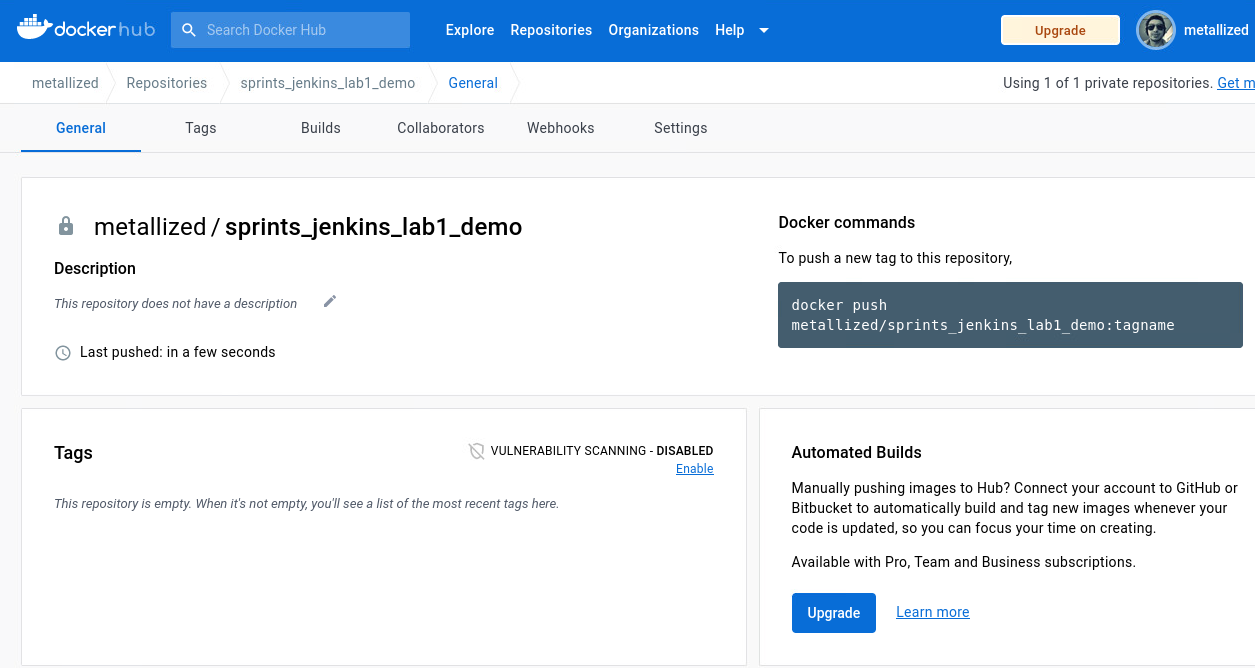 dockerhub
Search Docker Hub
Explore Repositories Organizations Help
Upgrade
metallized
metallized Repositories sprints_jenkins_lab1_demo General
Using 1 of 1 private repositories. Get m
General Tags Builds Collaborators Webhooks Settings
metallized / sprints_jenkins_lab1_demo
Description
This repository does not have a description
Last pushed: in a few seconds
Docker commands
To push a new tag to this repository,
docker push
metallized/sprints_jenkins_lab1_demo:tagname
Tags
VULNERABILITY SCANNING - DISABLED
Enable
This repository is empty. When it's not empty, you'll see a list of the most recent tags here.
Automated Builds
Manually pushing images to Hub? Connect your account to GitHub or
Bitbucket to automatically build and tag new images whenever your
code is updated, so you can focus your time on creating.
Available with Pro, Team and Business subscriptions.
Upgrade Learn more